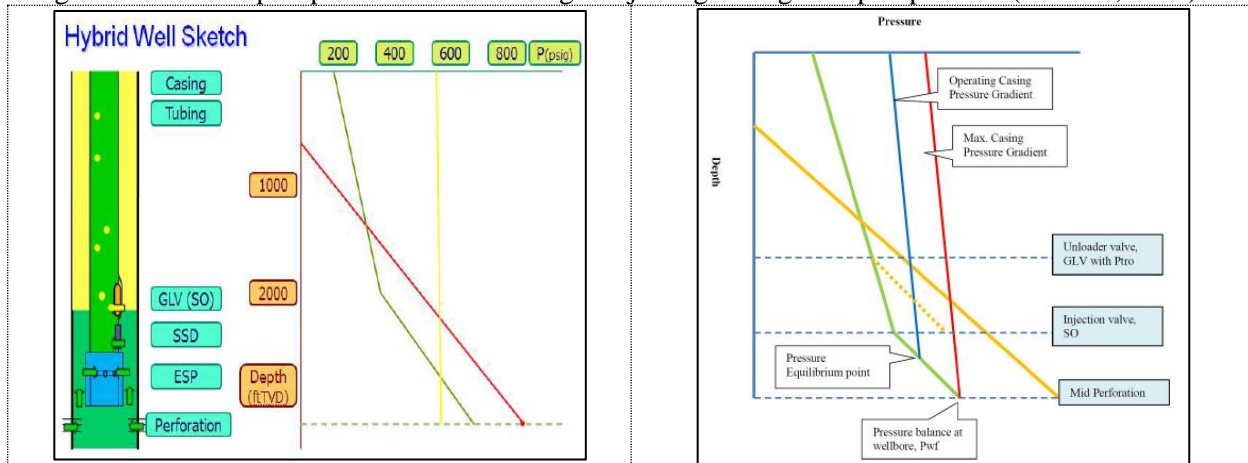 Hybrid Well Sketch
200 400 600 800 P(psig)
Casing
Tubing
1000
GLV (SO)
2000
SSD
ESP
Depth
(ftTVD)
Perforation
Pressure
Operating Casing
Pressure Gradient
Max. Casing
Pressure Gradient
Depth
Unloader valve,
GLV with Ptro
Injection valve,
SO
Pressure
Equilibrium point
Mid Perforation
Pressure balance at
wellbore, Pwf